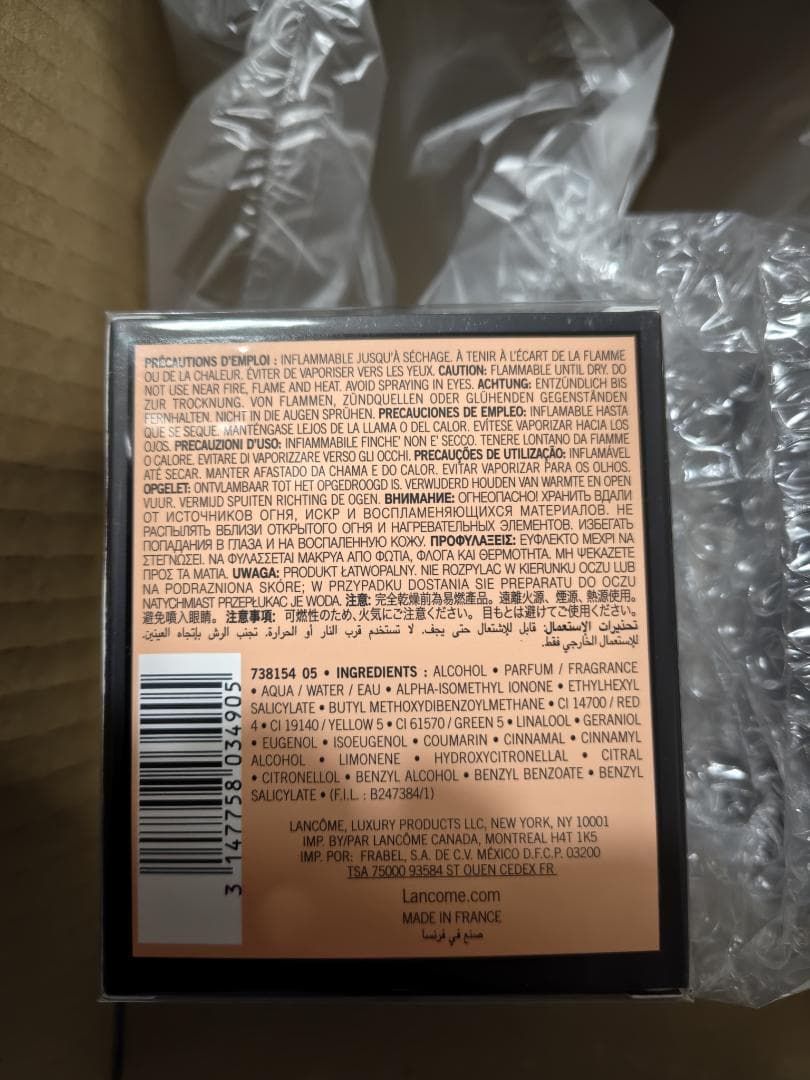 PRÉCAUTIONS D'EMPLOI : INFLAMMABLE JUSQU'À SÉCHAGE. À TENIR À L'ÉCART DE LA FLAMME
OU DE LA CHALEUR. ÉVITER DE VAPORISER VERS LES YEUX. CAUTION: FLAMMABLE UNTIL DRY. DO
NOT USE NEAR FIRE, FLAME AND HEAT. AVOID SPRAYING IN EYES. ACHTUNG: ENTZÜNDLICH BIS
ZUR TROCKNUNG. VON FLAMMEN, ZÜNDQUELLEN ODER GLÜHENDEN GEGENSTÄNDEN
FERNHALTEN. NICHT IN DIE AUGEN SPRÜHEN. PRECAUCIONES DE EMPLEO: INFLAMABLE HASTA
QUE SE SEQUE. MANTÉNGASE LEJOS DE LA LLAMA O DEL CALOR. EVÍTESE VAPORIZAR HACIA LOS
OJOS. PRECAUZIONI D'USO: INFIAMMABILE FINCHE' NON E' SECCO. TENERE LONTANO DA FIAMME
O CALORE. EVITARE DI VAPORIZZARE VERSO GLI OCCHI. PRECAUÇÕES DE UTILIZAÇÃO: INFLAMÁVEL
ATÉ SECAR. MANTER AFASTADO DA CHAMA E DO CALOR. EVITAR VAPORIZAR PARA OS OLHOS.
OPGELET: ONTVLAMBAAR TOT HET OPGEDROOGD IS. VERWIJDERD HOUDEN VAN WARMTE EN OPEN
VUUR. VERMIJD SPUITEN RICHTING DE OGEN. ВНИМАНИЕ: ОГНЕОПАСНО! ХРАНИТЬ ВДАЛИ
ОТ ИСТОЧНИКОВ ОГНЯ, ИСКР И ВОСПЛАМЕНЯЮЩИХСЯ МАТЕРИАЛОВ. НЕ
РАСПЫЛЯТЬ ВБЛИЗИ ОТКРЫТОГО ОГНЯ И НАГРЕВАТЕЛЬНЫХ ЭЛЕМЕНТОВ. ИЗБЕГАТЬ
ПОПАДАНИЯ В ГЛАЗА И НА ВОСПАЛЕННУЮ КОЖУ. ΠΡΟΦΥΛΑΞΕΙΣ: ΕΥΦΛΕΚΤΟ ΜΕΧΡΙ ΝΑ
ΣΤΕΓΝΩΣΕΙ. ΝΑ ΦΥΛΑΣΣΕΤΑΙ ΜΑΚΡΥΑ ΑΠΟ ΦΩΤΙΑ, ΦΛΟΓΑ ΚΑΙ ΘΕΡΜΟΤΗΤΑ. ΜΗ ΨΕΚΑΖΕΤΕ
ΠΡΟΣ ΤΑ ΜΑΤΙΑ. UWAGA: PRODUKT ŁATWOPALNY. NIE ROZPYLAC W KIERUNKU OCZU LUB
NA PODRAZNIONA SKÓRE; W PRZYPADKU DOSTANIA SIE PREPARATU DO OCZU
NATYCHMIAST PRZEPŁUKAC JE WODA. 注意: 完全乾燥前為易燃產品。遠離火源、煙源、熱源使用。
避免噴入眼睛。 注意事項: 可燃性のため、火気にご注意ください。目もとは避けてご使用ください。
تحذيرات الإستعمال: قابل للإشتعال حتى يجف. لا تستخدم قرب النار أو الحرارة. تجنب الرش بإتجاه العينين.
للإستعمال الخارجي فقط.
738154 05 • INGREDIENTS : ALCOHOL • PARFUM / FRAGRANCE
• AQUA / WATER / EAU • ALPHA-ISOMETHYL IONONE • ETHYLHEXYL
SALICYLATE • BUTYL METHOXYDIBENZOYLMETHANE • CI 14700 / RED
4 • CI 19140 / YELLOW 5 • CI 61570 / GREEN 5 • LINALOOL • GERANIOL
• EUGENOL • ISOEUGENOL • COUMARIN • CINNAMAL • CINNAMYL
ALCOHOL • LIMONENE • HYDROXYCITRONELLAL • CITRAL
• CITRONELLOL • BENZYL ALCOHOL • BENZYL BENZOATE • BENZYL
SALICYLATE • (F.I.L. : B247384/1)
3 147758 034905
LANCÔME, LUXURY PRODUCTS LLC, NEW YORK, NY 10001
IMP. BY/PAR LANCÔME CANADA, MONTREAL H4T 1K5
IMP. POR: FRABEL, S.A. DE C.V. MÉXICO D.F.C.P. 03200
TSA 75000 93584 ST OUEN CEDEX FR
Lancome.com
MADE IN FRANCE
صنع في فرنسا